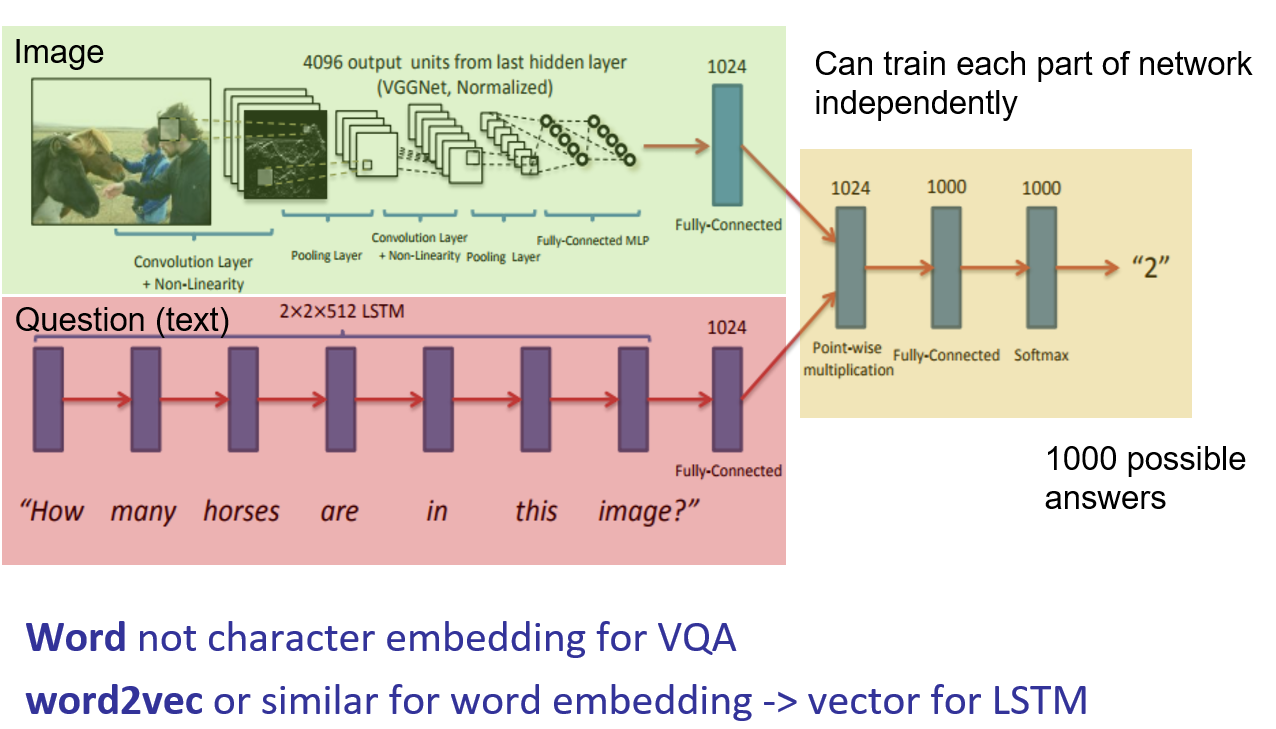 Image
4096 output units from last hidden layer
(VGGNet, Normalized)
1024
Convolution Layer
+ Non-Linearity
Pooling Layer
Convolution Layer
+ Non-Linearity
Pooling Layer
Fully-Connected MLP
Fully-Connected
Can train each part of network
independently
Question (text)
2×2×512 LSTM
1024
Fully-Connected
“How many horses are in this image?”
1024
1000
1000
Point-wise
multiplication
Fully-Connected
Softmax
“2”
1000 possible
answers
Word not character embedding for VQA
word2vec or similar for word embedding -> vector for LSTM